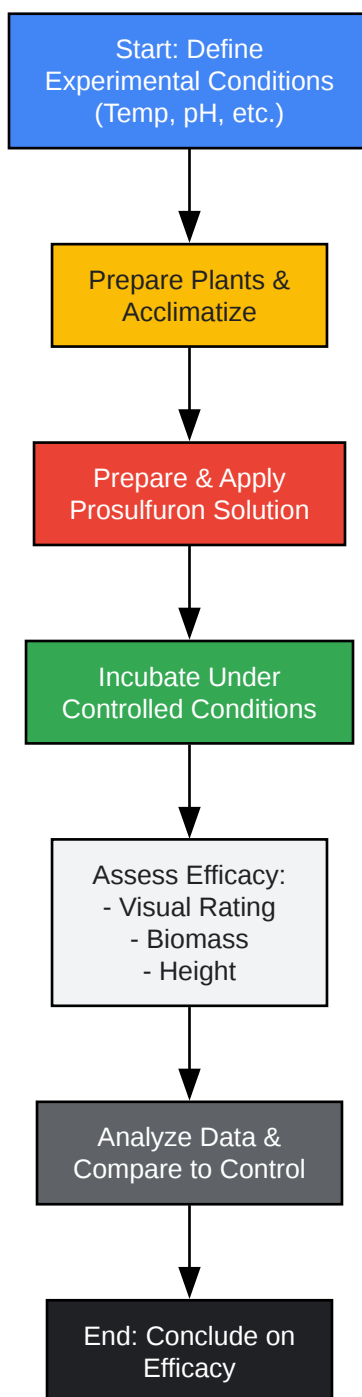 Start: Define
Experimental Conditions
(Temp, pH, etc.)
Prepare Plants &
Acclimatize
Prepare & Apply
Prosulfuron Solution
Incubate Under
Controlled Conditions
Assess Efficacy:
- Visual Rating
- Biomass
- Height
Analyze Data &
Compare to Control
End: Conclude on
Efficacy